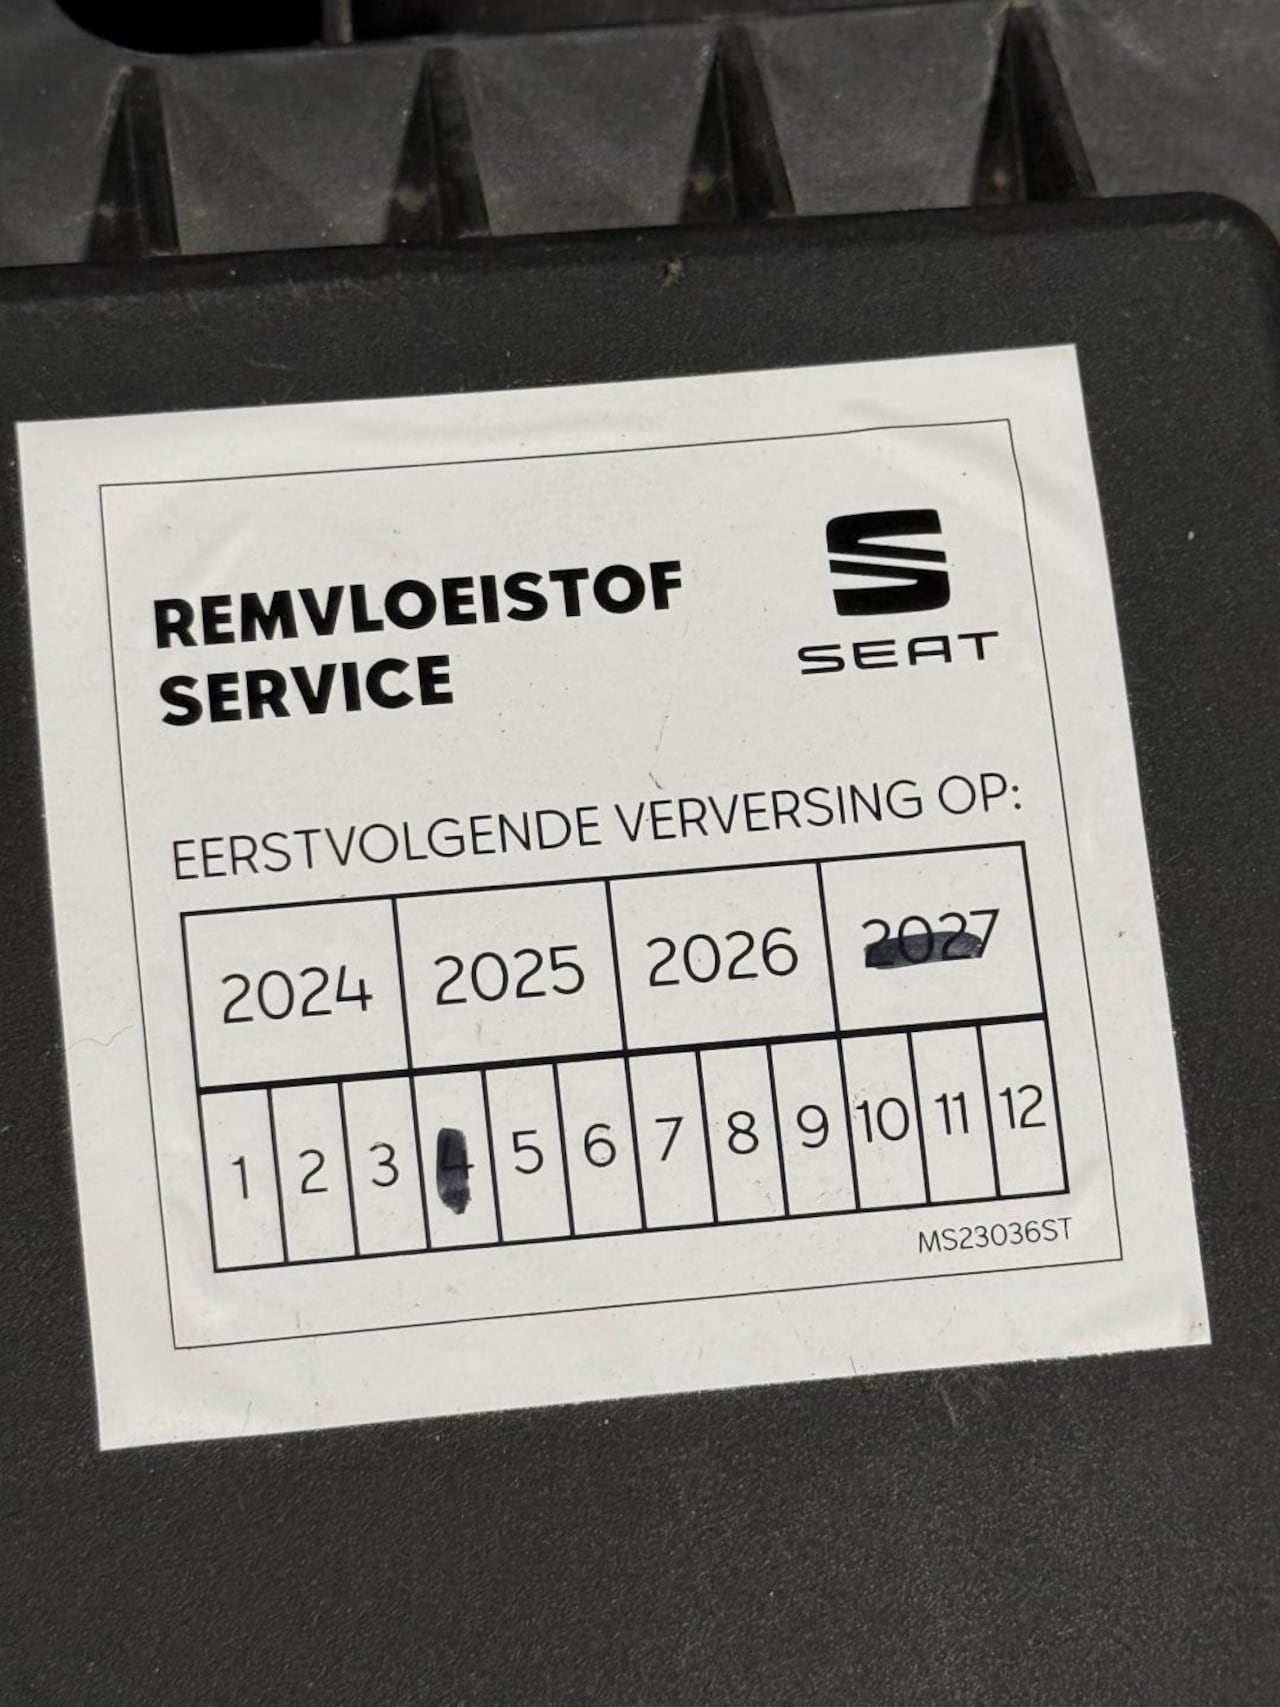 REMVLOEISTOF
SERVICE
SEAT
EERSTVOLGENDE VERVERSING OP:
2024 2025 2026 2027
1 2 3 4 5 6 7 8 9 10 11 12
MS23036ST